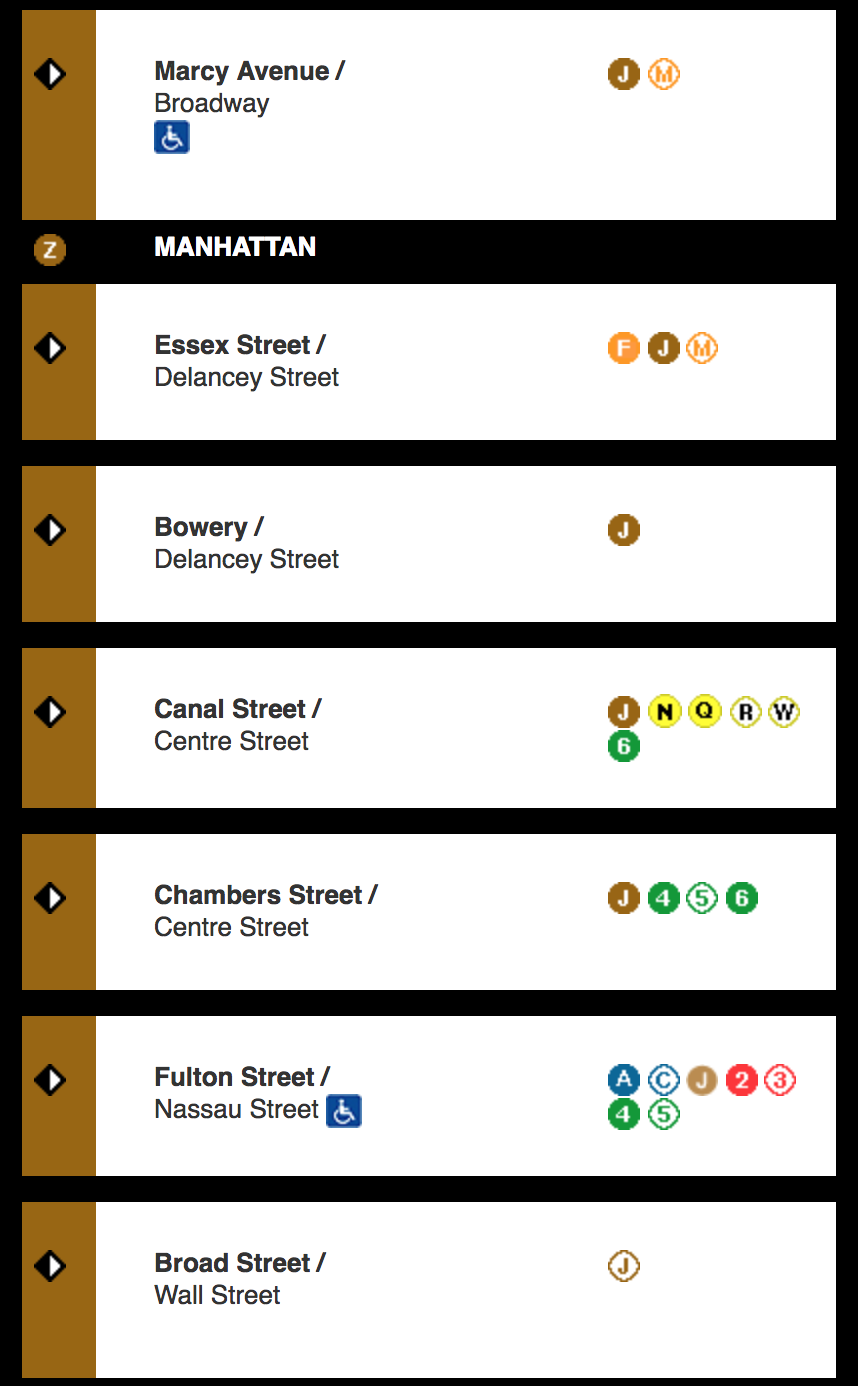 Marcy Avenue / J M
Broadway
Z MANHATTAN
Essex Street / F J M
Delancey Street
Bowery / J
Delancey Street
Canal Street / J N Q R W
Centre Street 6
Chambers Street / J 4 5 6
Centre Street
Fulton Street / A C J 2 3
Nassau Street 4 5
Broad Street / J
Wall Street